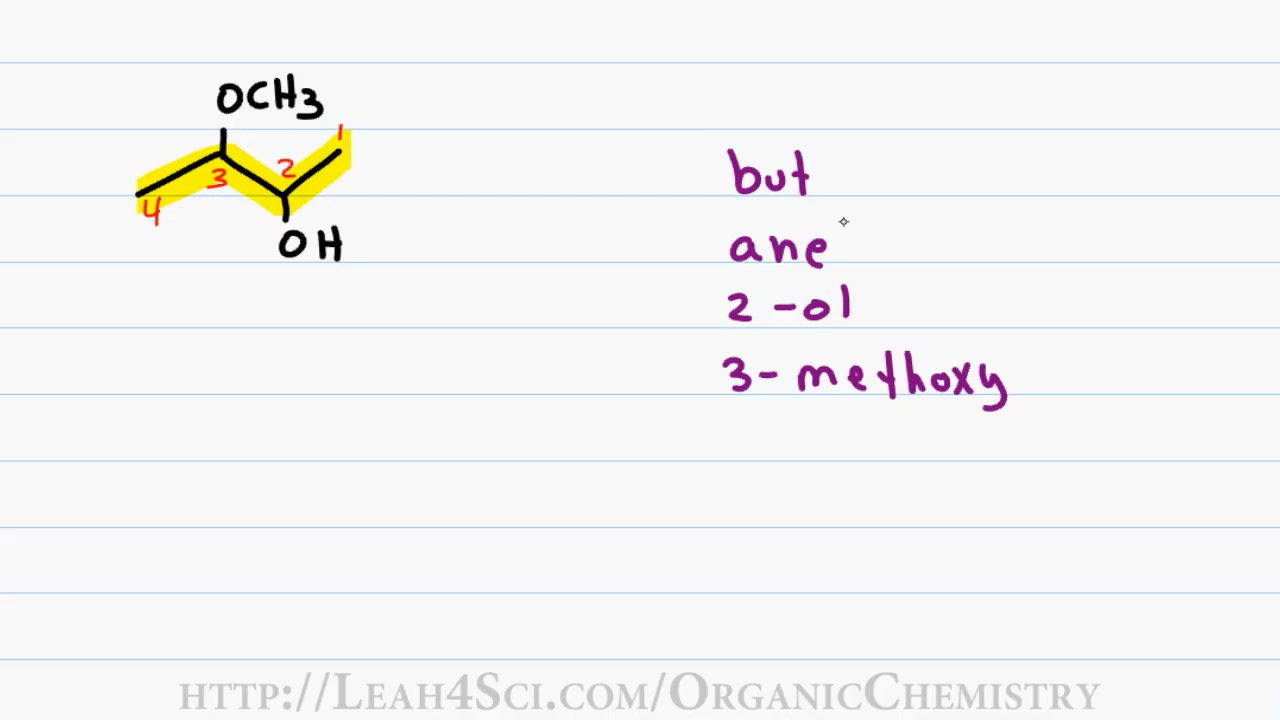 OCH3
1
2
3
4
OH
but
ane
2-ol
3-methoxy
HTTP://LEAH4SCI.COM/ORGANICCHEMISTRY